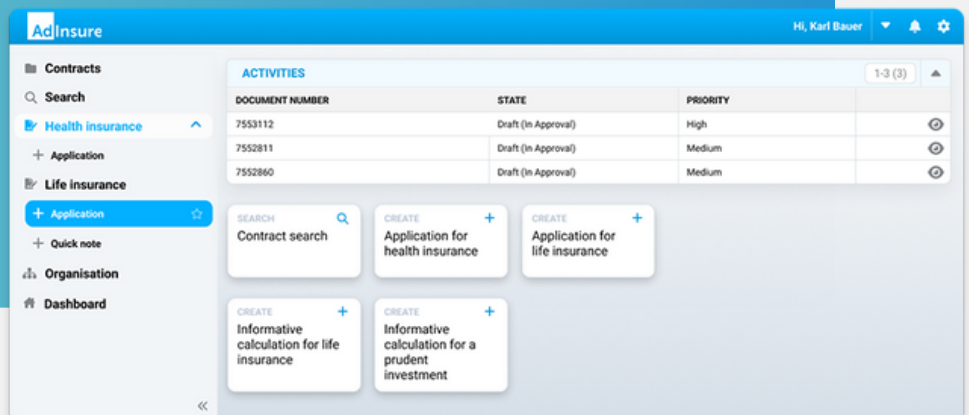 AdInsure
Hi, Karl Bauer
Contracts
Search
Health insurance
Application
Life insurance
Application
Quick note
Organisation
Dashboard
ACTIVITIES
1-3 (3)
DOCUMENT NUMBER STATE PRIORITY
7553112 Draft (In Approval) High
7552811 Draft (In Approval) Medium
7552860 Draft (In Approval) Medium
SEARCH
Contract search
CREATE
Application for
health insurance
CREATE
Application for
life insurance
CREATE
Informative
calculation for life
insurance
CREATE
Informative
calculation for a
prudent
investment